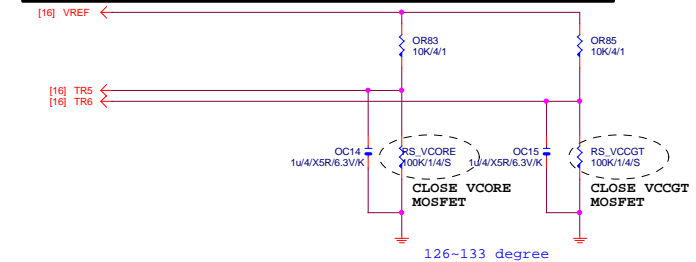 [16] VREF
OR83
10K/4/1
OR85
10K/4/1
[16] TR5
[16] TR6
OC14
1u/4/X5R/6.3V/K
RS_VCORE
100K/1/4/S
OC15
1u/4/X5R/6.3V/K
RS_VCCGT
100K/1/4/S
CLOSE VCORE
MOSFET
CLOSE VCCGT
MOSFET
126~133 degree